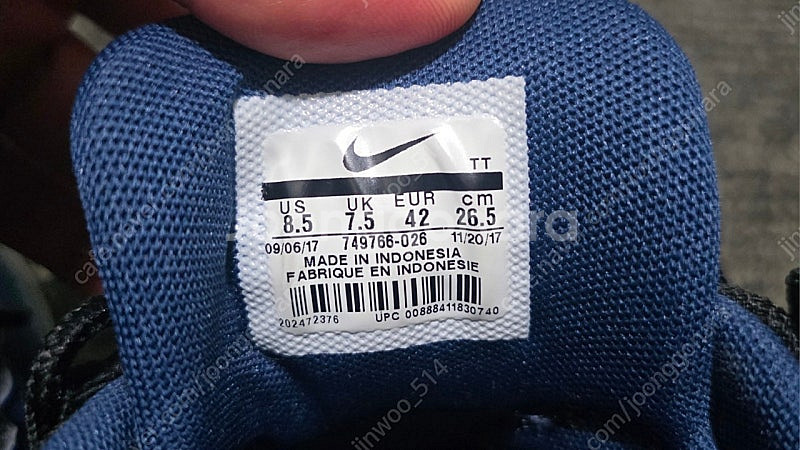 TT
US UK EUR cm
8.5 7.5 42 26.5
09/06/17 749766-026 11/20/17
MADE IN INDONESIA
FABRIQUE EN INDONESIE
202472376 UPC 00888411830740
jinwoo_514